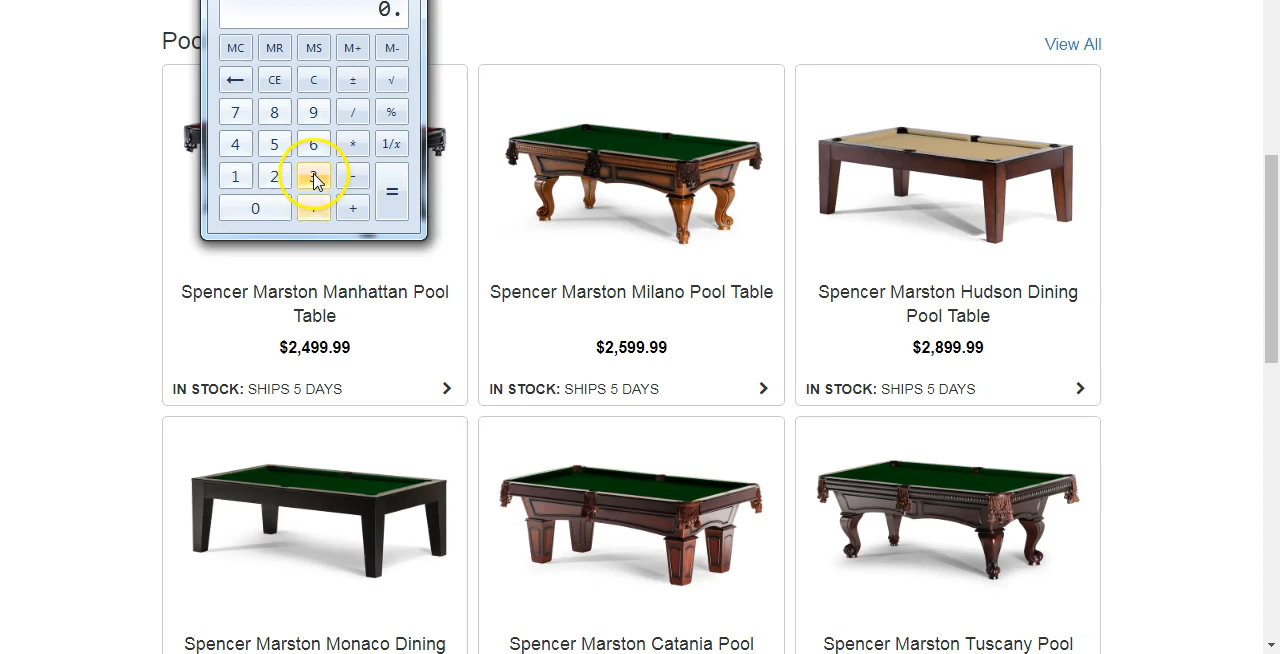 0.
View All
MC MR MS M+ M-
← CE C ± √
7 8 9 / %
4 5 6 * 1/x
1 2 3 - =
0 . +
Spencer Marston Manhattan Pool
Table
$2,499.99
IN STOCK: SHIPS 5 DAYS
Spencer Marston Milano Pool Table
$2,599.99
IN STOCK: SHIPS 5 DAYS
Spencer Marston Hudson Dining
Pool Table
$2,899.99
IN STOCK: SHIPS 5 DAYS
Spencer Marston Monaco Dining
Spencer Marston Catania Pool
Spencer Marston Tuscany Pool